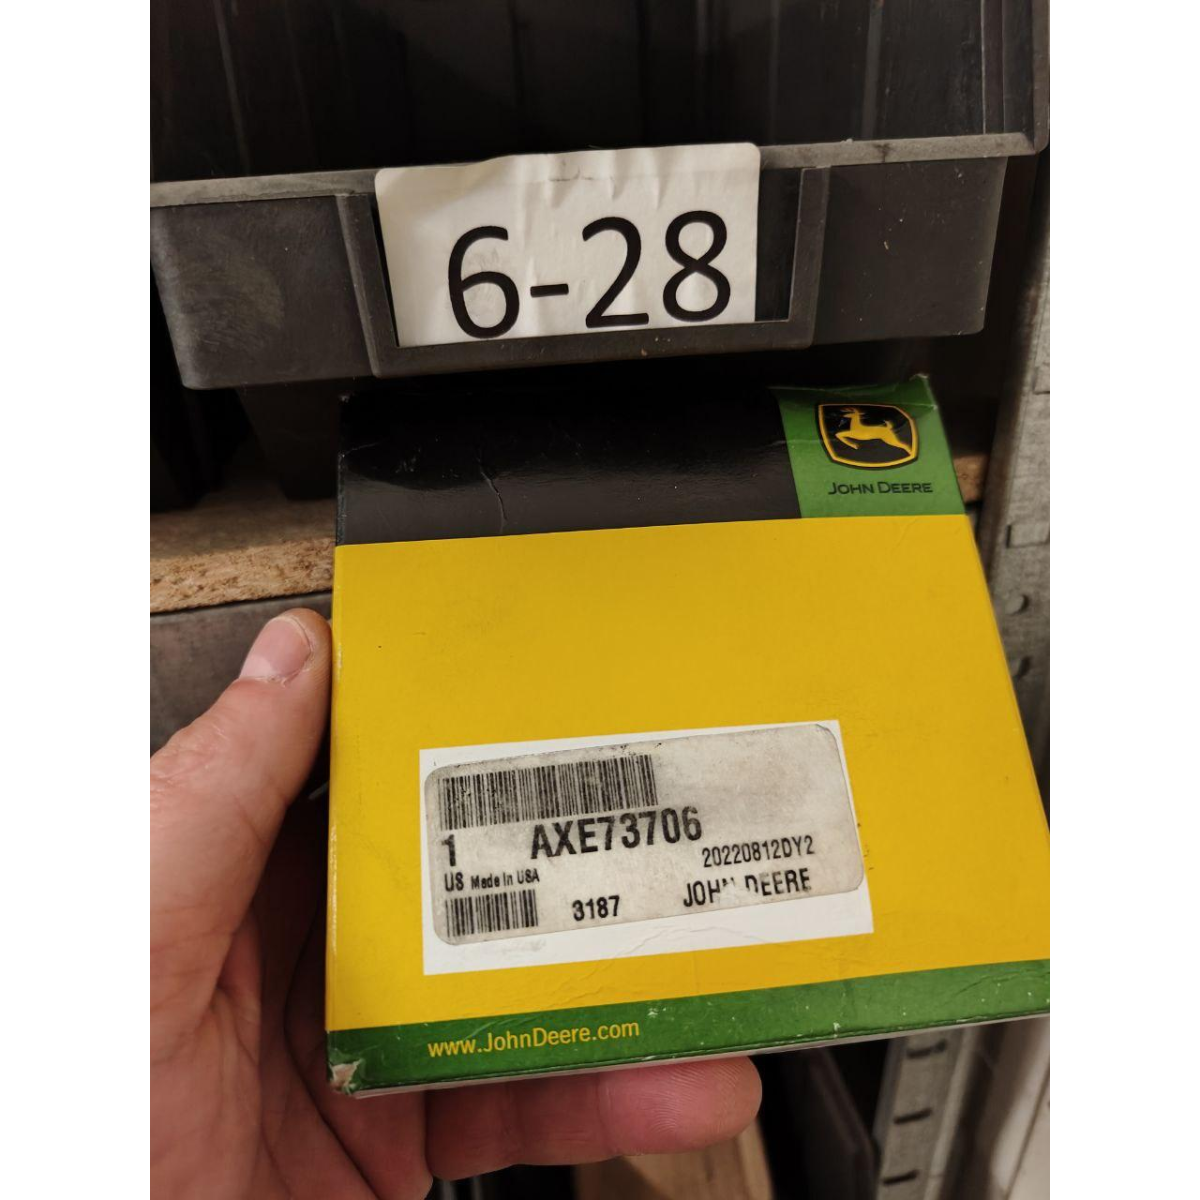 6-28
JOHN DEERE
1 AXE73706
20220812DY2
US Made In USA
3187 JOHN DEERE
www.JohnDeere.com